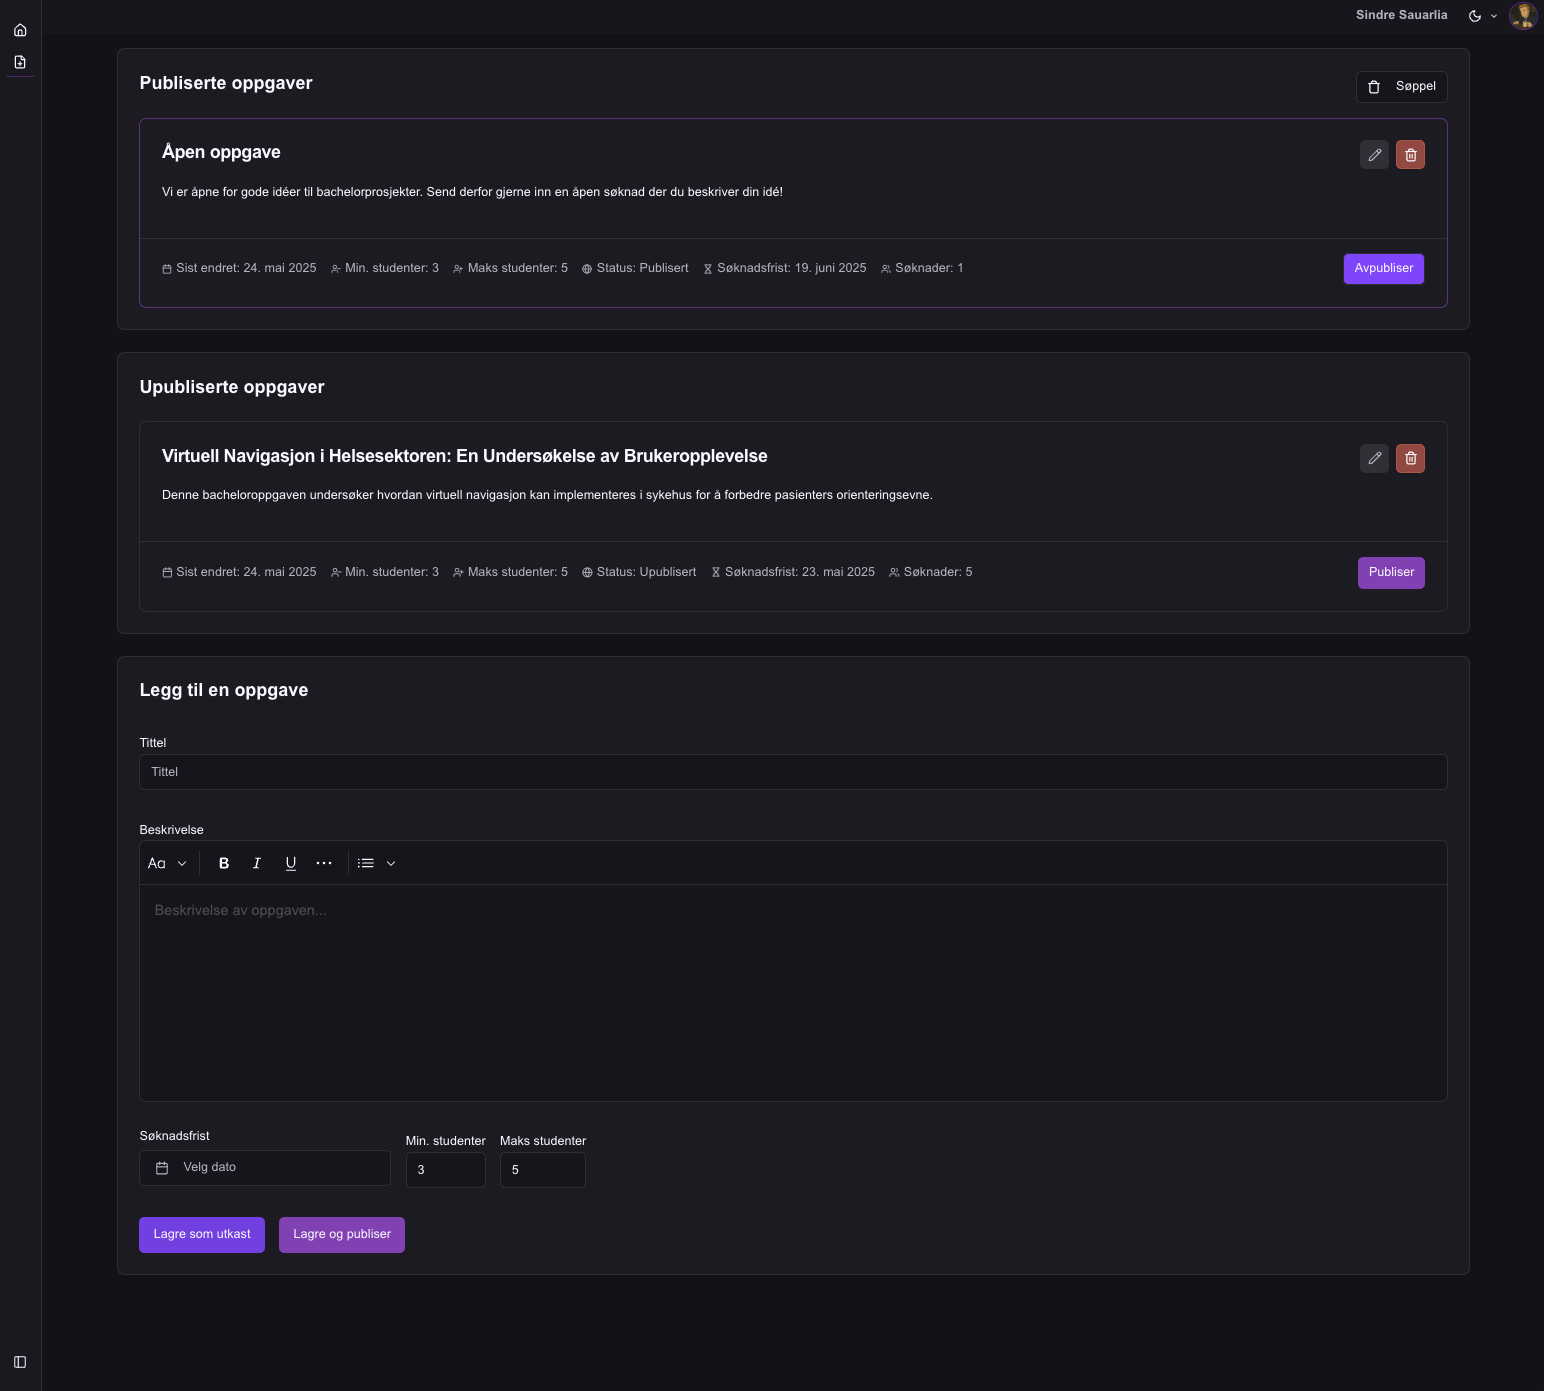 Sindre Sauarlia
Publiserte oppgaver
Søppel
Åpen oppgave
Vi er åpne for gode idéer til bachelorprosjekter. Send derfor gjerne inn en åpen søknad der du beskriver din idé!
Sist endret: 24. mai 2025 Min. studenter: 3 Maks studenter: 5 Status: Publisert Søknadsfrist: 19. juni 2025 Søknader: 1
Avpubliser
Upubliserte oppgaver
Virtuell Navigasjon i Helsesektoren: En Undersøkelse av Brukeropplevelse
Denne bacheloroppgaven undersøker hvordan virtuell navigasjon kan implementeres i sykehus for å forbedre pasienters orienteringsevne.
Sist endret: 24. mai 2025 Min. studenter: 3 Maks studenter: 5 Status: Upublisert Søknadsfrist: 23. mai 2025 Søknader: 5
Publiser
Legg til en oppgave
Tittel
Tittel
Beskrivelse
Aa B I U
Beskrivelse av oppgaven...
Søknadsfrist Min. studenter Maks studenter
Velg dato 3 5
Lagre som utkast Lagre og publiser